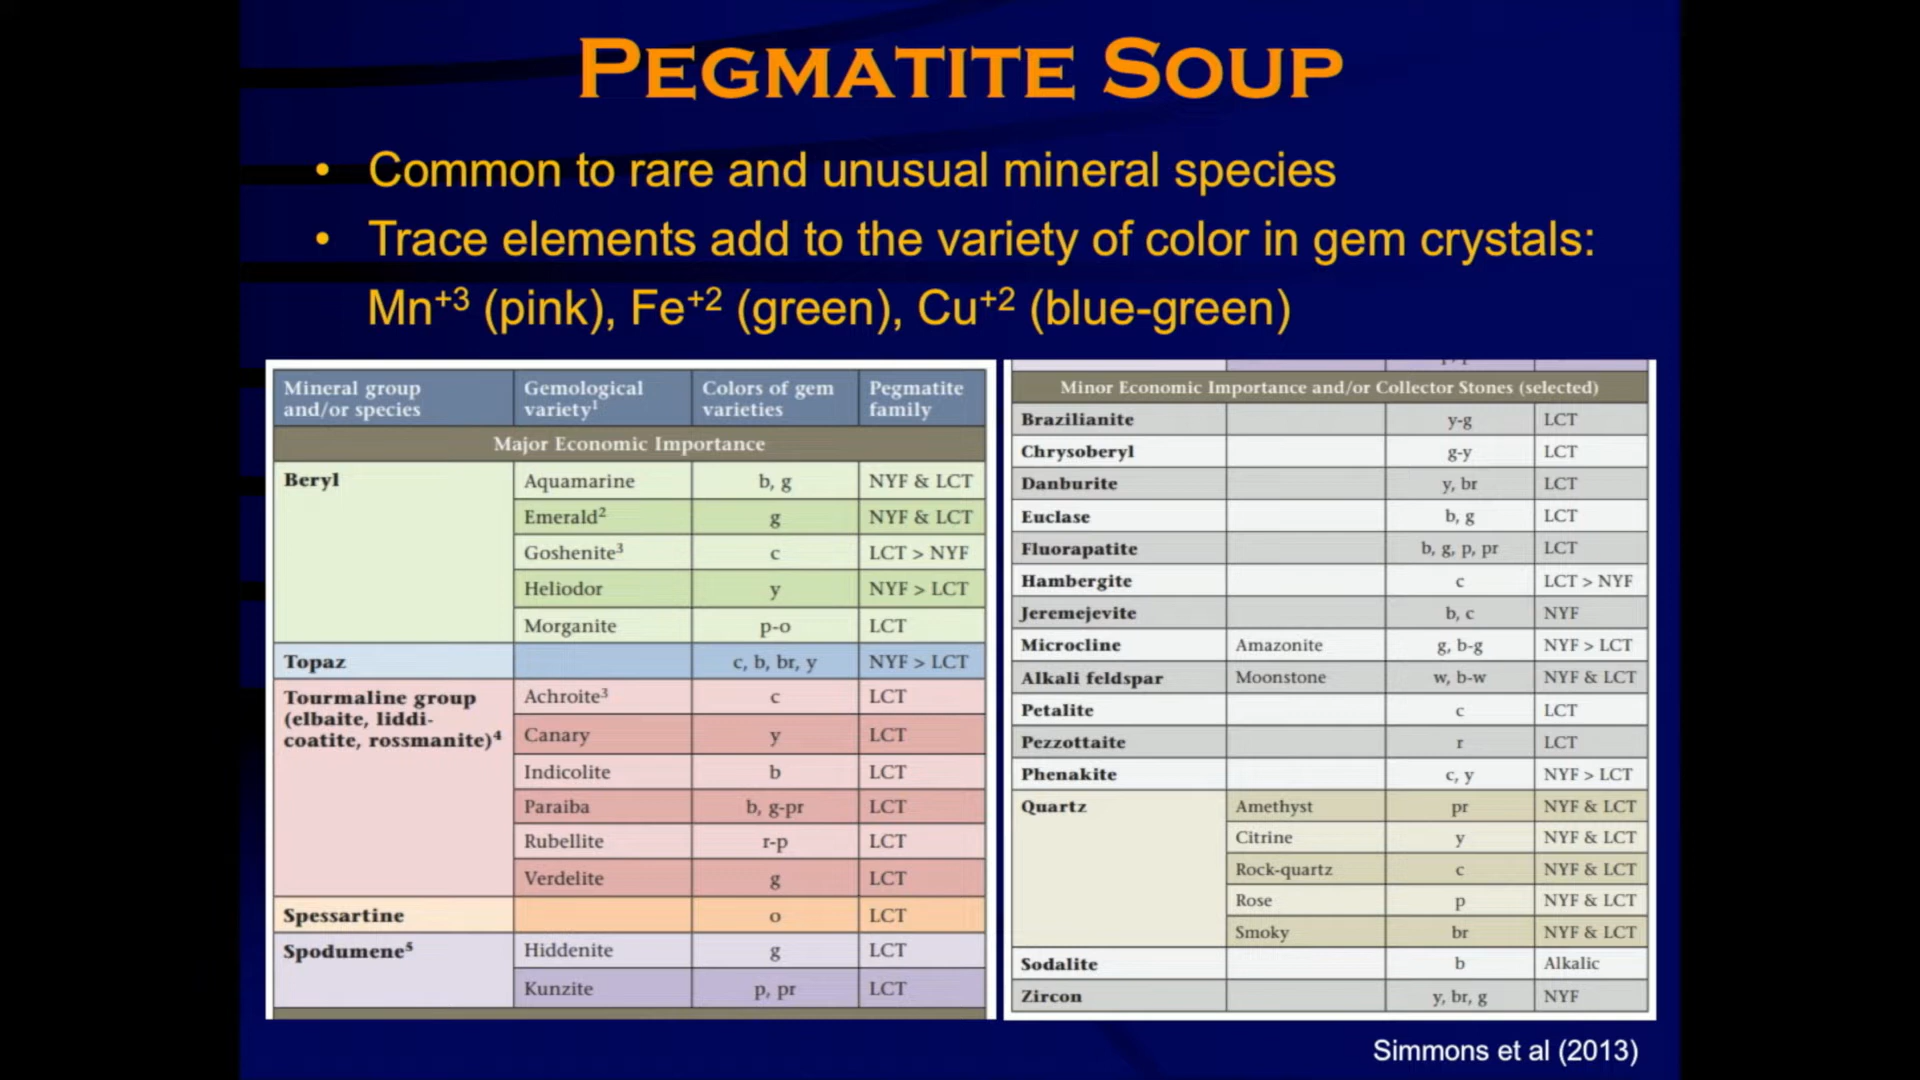 PEGMATITE SOUP
• Common to rare and unusual mineral species
• Trace elements add to the variety of color in gem crystals:
Mn+3 (pink), Fe+2 (green), Cu+2 (blue-green)
Mineral group and/or species | Gemological variety1 | Colors of gem varieties | Pegmatite family
Major Economic Importance
Beryl | Aquamarine | b, g | NYF & LCT
Emerald2 | g | NYF & LCT
Goshenite3 | c | LCT > NYF
Heliodor | y | NYF > LCT
Morganite | p-o | LCT
Topaz | c, b, br, y | NYF > LCT
Tourmaline group (elbaite, liddi-coatite, rossmanite)4 | Achroite3 | c | LCT
Canary | y | LCT
Indicolite | b | LCT
Paraiba | b, g-pr | LCT
Rubellite | r-p | LCT
Verdelite | g | LCT
Spessartine | o | LCT
Spodumene5 | Hiddenite | g | LCT
Kunzite | p, pr | LCT
Minor Economic Importance and/or Collector Stones (selected)
Brazilianite | y-g | LCT
Chrysoberyl | g-y | LCT
Danburite | y, br | LCT
Euclase | b, g | LCT
Fluorapatite | b, g, p, pr | LCT
Hambergite | c | LCT > NYF
Jeremejevite | b, c | NYF
Microcline | Amazonite | g, b-g | NYF > LCT
Alkali feldspar | Moonstone | w, b-w | NYF & LCT
Petalite | c | LCT
Pezzottaite | r | LCT
Phenakite | c, y | NYF > LCT
Quartz | Amethyst | pr | NYF & LCT
Citrine | y | NYF & LCT
Rock-quartz | c | NYF & LCT
Rose | p | NYF & LCT
Smoky | br | NYF & LCT
Sodalite | b | Alkalic
Zircon | y, br, g | NYF
Simmons et al (2013)